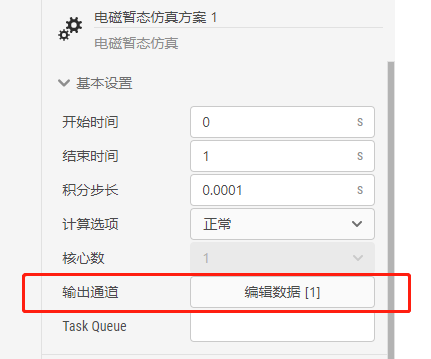 电磁暂态仿真方案 1
电磁暂态仿真
基本设置
开始时间 0 s
结束时间 1 s
积分步长 0.0001 s
计算选项 正常
核心数 1
输出通道 编辑数据 [1]
Task Queue